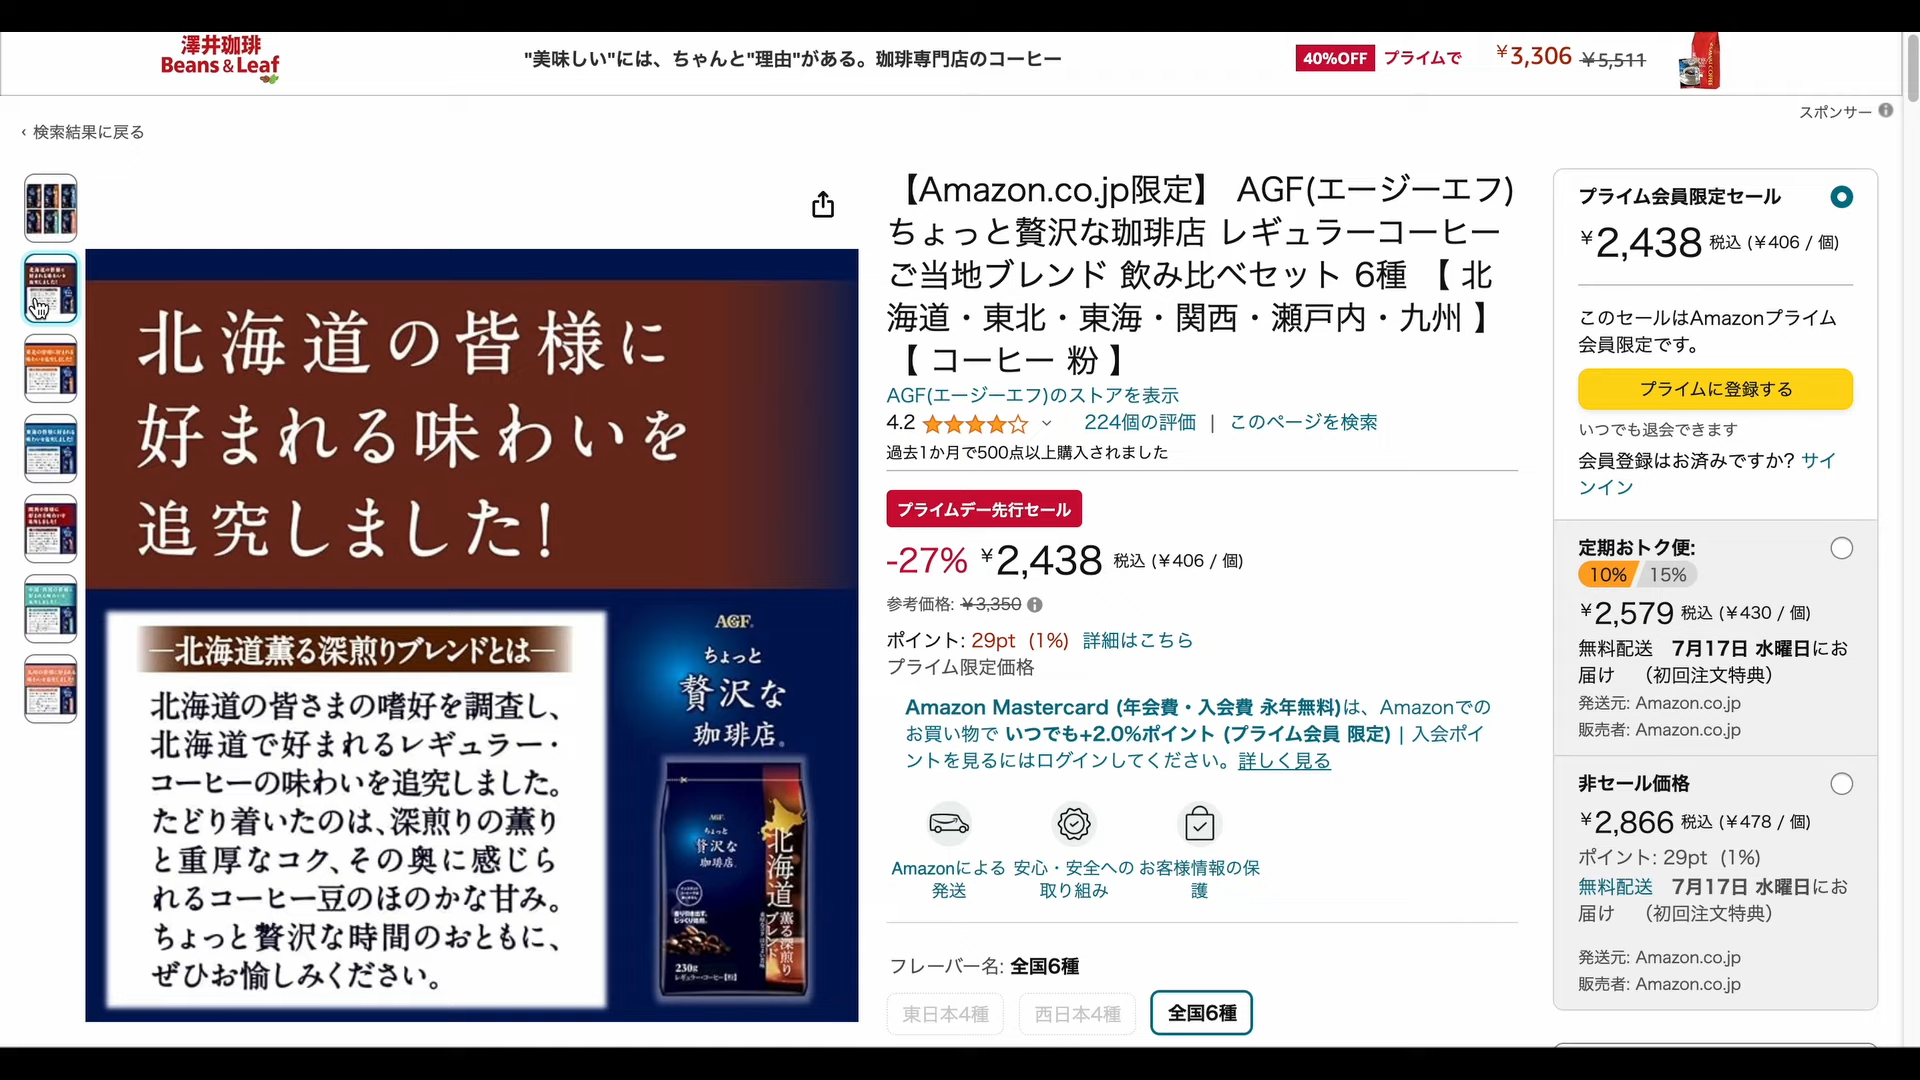 澤井珈琲
Beans & Leaf
"美味しい"には、ちゃんと"理由"がある。珈琲専門店のコーヒー
40%OFF プライムで ¥3,306 ¥5,511
スポンサー
‹ 検索結果に戻る
北海道の皆様に
好まれる味わいを
追究しました!
―北海道薫る深煎りブレンドとは―
北海道の皆さまの嗜好を調査し、
北海道で好まれるレギュラー・
コーヒーの味わいを追究しました。
たどり着いたのは、深煎りの薫り
と重厚なコク、その奥に感じら
れるコーヒー豆のほのかな甘み。
ちょっと贅沢な時間のおともに、
ぜひお愉しみください。
AGF
ちょっと
贅沢な
珈琲店。
AGF
ちょっと
贅沢な
珈琲店。
北海道
薫る深煎り
ブレンド
230g
レギュラー・コーヒー【粉】
【Amazon.co.jp限定】 AGF(エージーエフ)
ちょっと贅沢な珈琲店 レギュラーコーヒー
ご当地ブレンド 飲み比べセット 6種 【 北
海道・東北・東海・関西・瀬戸内・九州 】
【 コーヒー 粉 】
AGF(エージーエフ)のストアを表示
4.2 224個の評価 | このページを検索
過去1か月で500点以上購入されました
プライムデー先行セール
-27% ¥2,438 税込 (¥406 / 個)
参考価格: ¥3,350
ポイント: 29pt (1%) 詳細はこちら
プライム限定価格
Amazon Mastercard (年会費・入会費 永年無料)は、Amazonでの
お買い物で いつでも+2.0%ポイント (プライム会員 限定) | 入会ポイ
ントを見るにはログインしてください。詳しく見る
Amazonによる
発送
安心・安全への
取り組み
お客様情報の保
護
フレーバー名: 全国6種
東日本4種 西日本4種 全国6種
プライム会員限定セール
¥2,438 税込 (¥406 / 個)
このセールはAmazonプライム
会員限定です。
プライムに登録する
いつでも退会できます
会員登録はお済みですか? サイ
ンイン
定期おトク便:
10% 15%
¥2,579 税込 (¥430 / 個)
無料配送 7月17日 水曜日にお
届け （初回注文特典）
発送元: Amazon.co.jp
販売者: Amazon.co.jp
非セール価格
¥2,866 税込 (¥478 / 個)
ポイント: 29pt (1%)
無料配送 7月17日 水曜日にお
届け （初回注文特典）
発送元: Amazon.co.jp
販売者: Amazon.co.jp